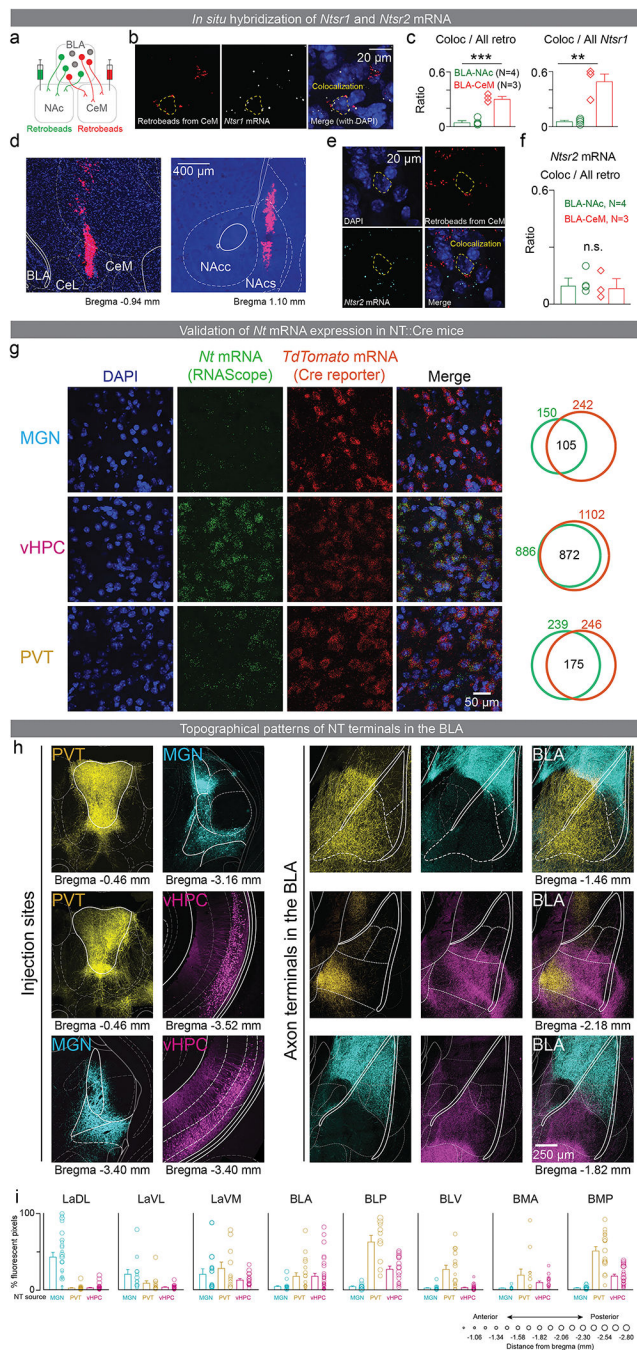 In situ hybridization of Ntsr1 and Ntsr2 mRNA
a
BLA
NAc
CeM
Retrobeads
Retrobeads
b
20 µm
Colocalization
Retrobeads from CeM
Ntsr1 mRNA
Merge (with DAPI)
c
Coloc / All retro
Coloc / All Ntsr1
***
**
BLA-NAc (N=4)
BLA-CeM (N=3)
Ratio
0.6
0
0.6
0
d
400 µm
BLA
CeL
CeM
Bregma -0.94 mm
NAcc
NAcs
Bregma 1.10 mm
e
20 µm
DAPI
Retrobeads from CeM
Colocalization
Ntsr2 mRNA
Merge
f
Ntsr2 mRNA
Coloc / All retro
0.6
BLA-NAc, N=4
BLA-CeM, N=3
Ratio
n.s.
0
Validation of Nt mRNA expression in NT::Cre mice
g
DAPI
Nt mRNA
(RNAScope)
TdTomato mRNA
(Cre reporter)
Merge
MGN
150
242
105
vHPC
1102
886
872
PVT
239
246
175
50 µm
Topographical patterns of NT terminals in the BLA
h
Injection sites
PVT
MGN
Bregma -0.46 mm
Bregma -3.16 mm
PVT
vHPC
Bregma -0.46 mm
Bregma -3.52 mm
MGN
vHPC
Bregma -3.40 mm
Bregma -3.40 mm
Axon terminals in the BLA
BLA
Bregma -1.46 mm
BLA
Bregma -2.18 mm
BLA
250 µm
Bregma -1.82 mm
i
LaDL
LaVL
LaVM
BLA
BLP
BLV
BMA
BMP
% fluorescent pixels
100
0
NT source
MGN PVT vHPC
MGN PVT vHPC
MGN PVT vHPC
MGN PVT vHPC
MGN PVT vHPC
MGN PVT vHPC
MGN PVT vHPC
MGN PVT vHPC
Anterior
Posterior
-1.06 -1.58 -1.82 -2.30 -2.80
-1.34 -1.46 -2.06 -2.54
Distance from bregma (mm)